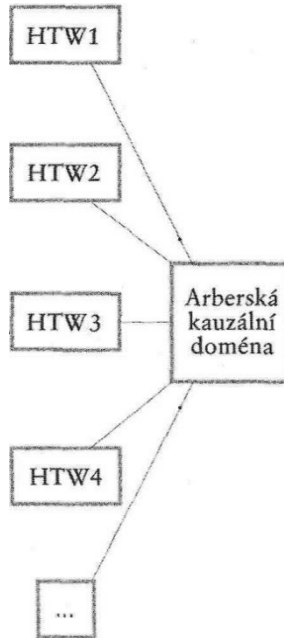 HTW1
HTW2
HTW3
HTW4
...
Arberská
kauzální
doména